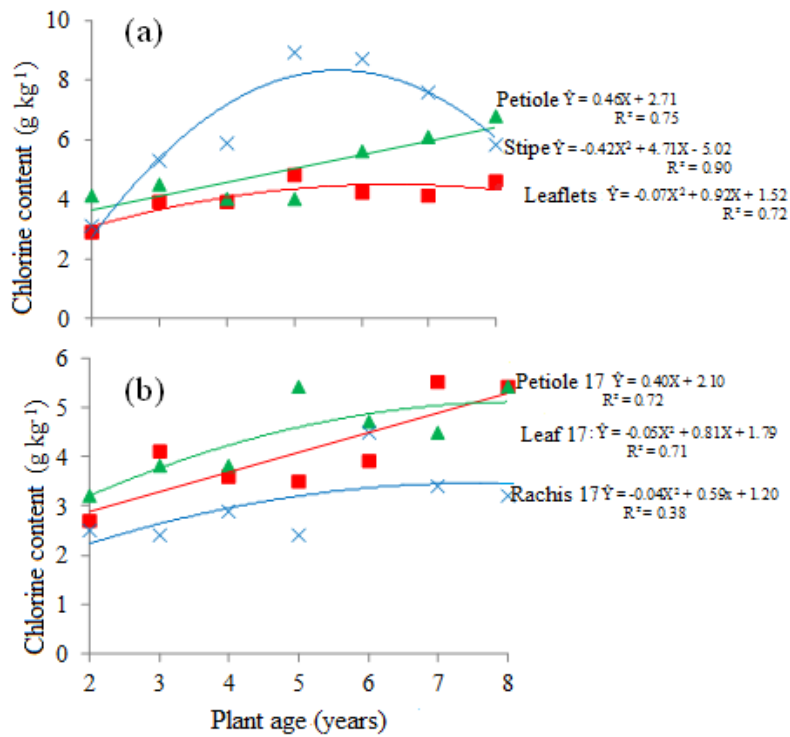 (a)
Chlorine content (g kg⁻¹)
10
8
6
4
2
0
Petiole Ŷ = 0.46X + 2.71
R² = 0.75
Stipe Ŷ = -0.42X² + 4.71X - 5.02
R² = 0.90
Leaflets Ŷ = -0.07X² + 0.92X + 1.52
R² = 0.72
(b)
Chlorine content (g kg⁻¹)
6
5
4
3
2
1
0
Petiole 17 Ŷ = 0.40X + 2.10
R² = 0.72
Leaf 17: Ŷ = -0.05X² + 0.81X + 1.79
R² = 0.71
Rachis 17 Ŷ = -0.04X² + 0.59x + 1.20
R² = 0.38
2 3 4 5 6 7 8
Plant age (years)